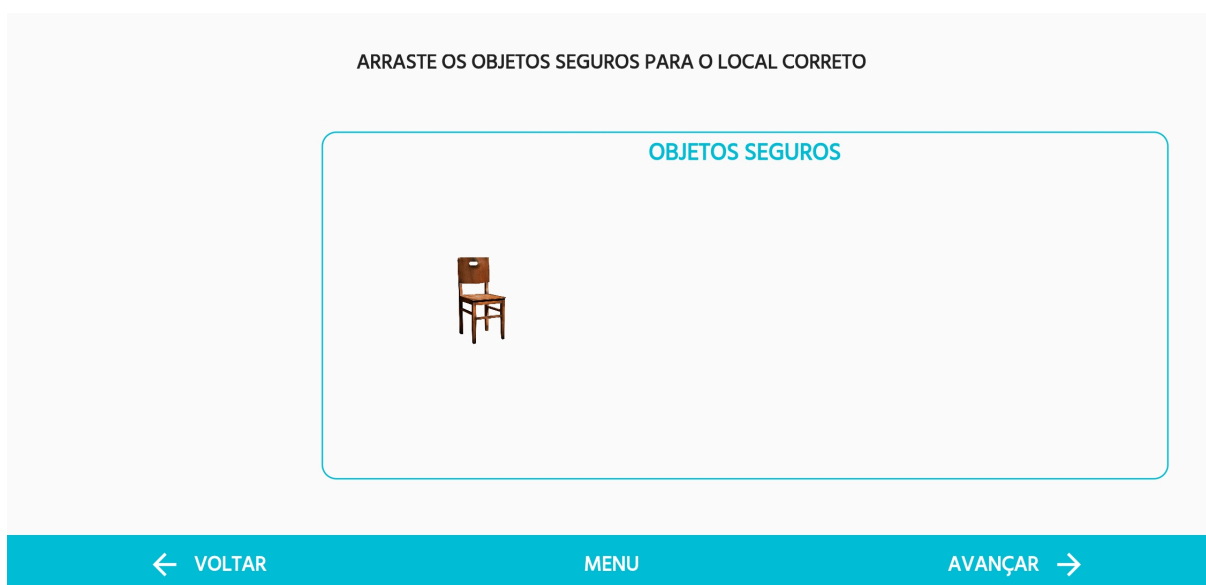 ARRASTE OS OBJETOS SEGUROS PARA O LOCAL CORRETO
OBJETOS SEGUROS
VOLTAR
MENU
AVANÇAR